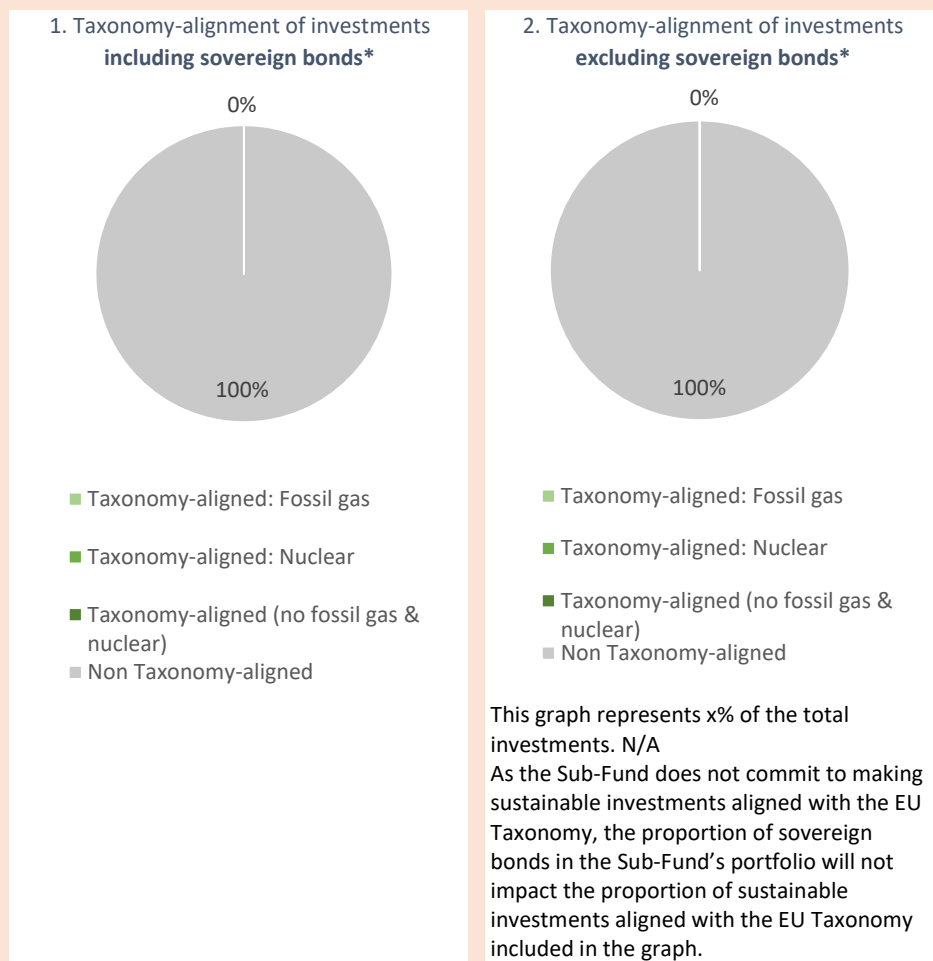 1. Taxonomy-alignment of investments
including sovereign bonds*
0%
100%
Taxonomy-aligned: Fossil gas
Taxonomy-aligned: Nuclear
Taxonomy-aligned (no fossil gas &
nuclear)
Non Taxonomy-aligned
2. Taxonomy-alignment of investments
excluding sovereign bonds*
0%
100%
Taxonomy-aligned: Fossil gas
Taxonomy-aligned: Nuclear
Taxonomy-aligned (no fossil gas &
nuclear)
Non Taxonomy-aligned
This graph represents x% of the total
investments. N/A
As the Sub-Fund does not commit to making
sustainable investments aligned with the EU
Taxonomy, the proportion of sovereign
bonds in the Sub-Fund’s portfolio will not
impact the proportion of sustainable
investments aligned with the EU Taxonomy
included in the graph.